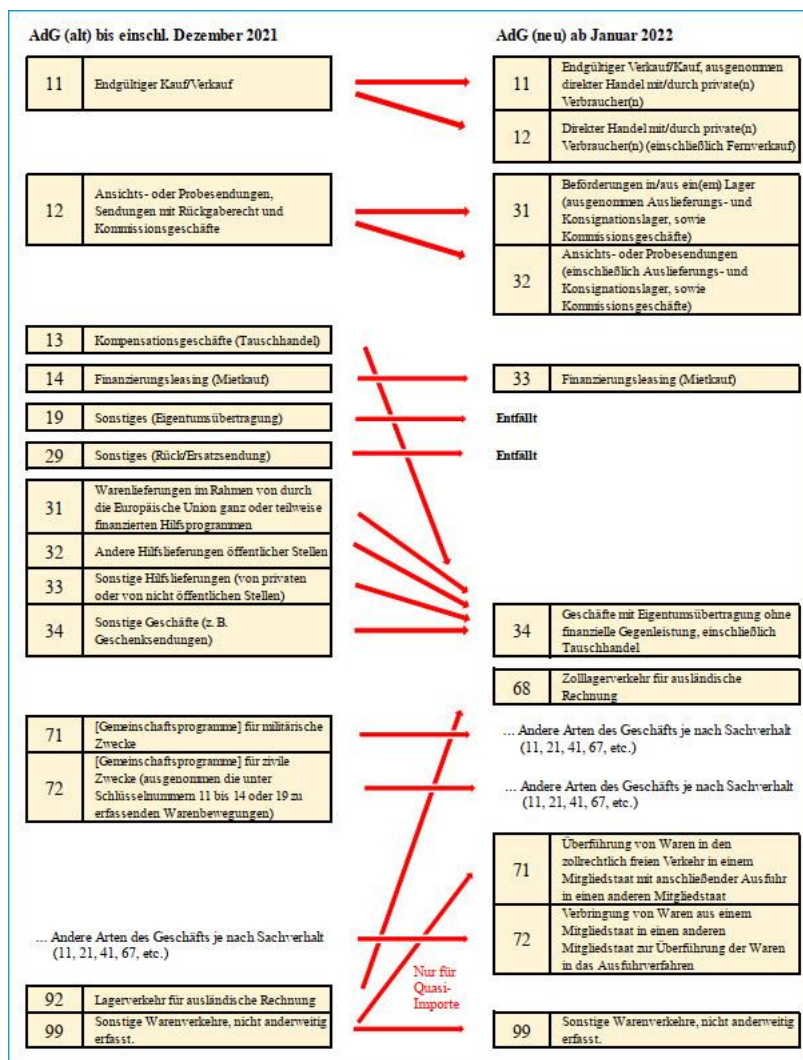 AdG (alt) bis einschl. Dezember 2021
11
Endgültiger Kauf/Verkauf
12
Ansichts- oder Probesendungen,
Sendungen mit Rückgaberecht und
Kommissionsgeschäfte
13
Kompensationsgeschäfte (Tauschhandel)
14
Finanzierungsleasing (Mietkauf)
19
Sonstiges (Eigentumsübertragung)
29
Sonstiges (Rück/Ersatzsendung)
31
Warenlieferungen im Rahmen von durch
die Europäische Union ganz oder teilweise
finanzierten Hilfsprogrammen
32
Andere Hilfslieferungen öffentlicher Stellen
33
Sonstige Hilfslieferungen (von privaten
oder von nicht öffentlichen Stellen)
34
Sonstige Geschäfte (z. B.
Geschenksendungen)
71
[Gemeinschaftsprogramme] für militärische
Zwecke
72
[Gemeinschaftsprogramme] für zivile
Zwecke (ausgenommen die unter
Schlüsselnummern 11 bis 14 oder 19 zu
erfassenden Warenbewegungen)
... Andere Arten des Geschäfts je nach Sachverhalt
(11, 21, 41, 67, etc.)
92
Lagerverkehr für ausländische Rechnung
99
Sonstige Warenverkehre, nicht anderweitig
erfasst.
Nur für
Quasi-
Importe
AdG (neu) ab Januar 2022
11
Endgültiger Verkauf/Kauf, ausgenommen
direkter Handel mit/durch private(n)
Verbraucher(n)
12
Direkter Handel mit/durch private(n)
Verbraucher(n) (einschließlich Fernverkauf)
31
Beförderungen in/aus ein(em) Lager
(ausgenommen Auslieferungs- und
Konsignationslager, sowie
Kommissionsgeschäfte)
32
Ansichts- oder Probesendungen
(einschließlich Auslieferungs- und
Konsignationslager, sowie
Kommissionsgeschäfte)
33
Finanzierungsleasing (Mietkauf)
Entfällt
Entfällt
34
Geschäfte mit Eigentumsübertragung ohne
finanzielle Gegenleistung, einschließlich
Tauschhandel
68
Zolllagerverkehr für ausländische
Rechnung
... Andere Arten des Geschäfts je nach Sachverhalt
(11, 21, 41, 67, etc.)
... Andere Arten des Geschäfts je nach Sachverhalt
(11, 21, 41, 67, etc.)
71
Überführung von Waren in den
zollrechtlich freien Verkehr in einem
Mitgliedstaat mit anschließender Ausfuhr
in einen anderen Mitgliedstaat
72
Verbringung von Waren aus einem
Mitgliedstaat in einen anderen
Mitgliedstaat zur Überführung der Waren
in das Ausfuhrverfahren
99
Sonstige Warenverkehre, nicht anderweitig
erfasst.